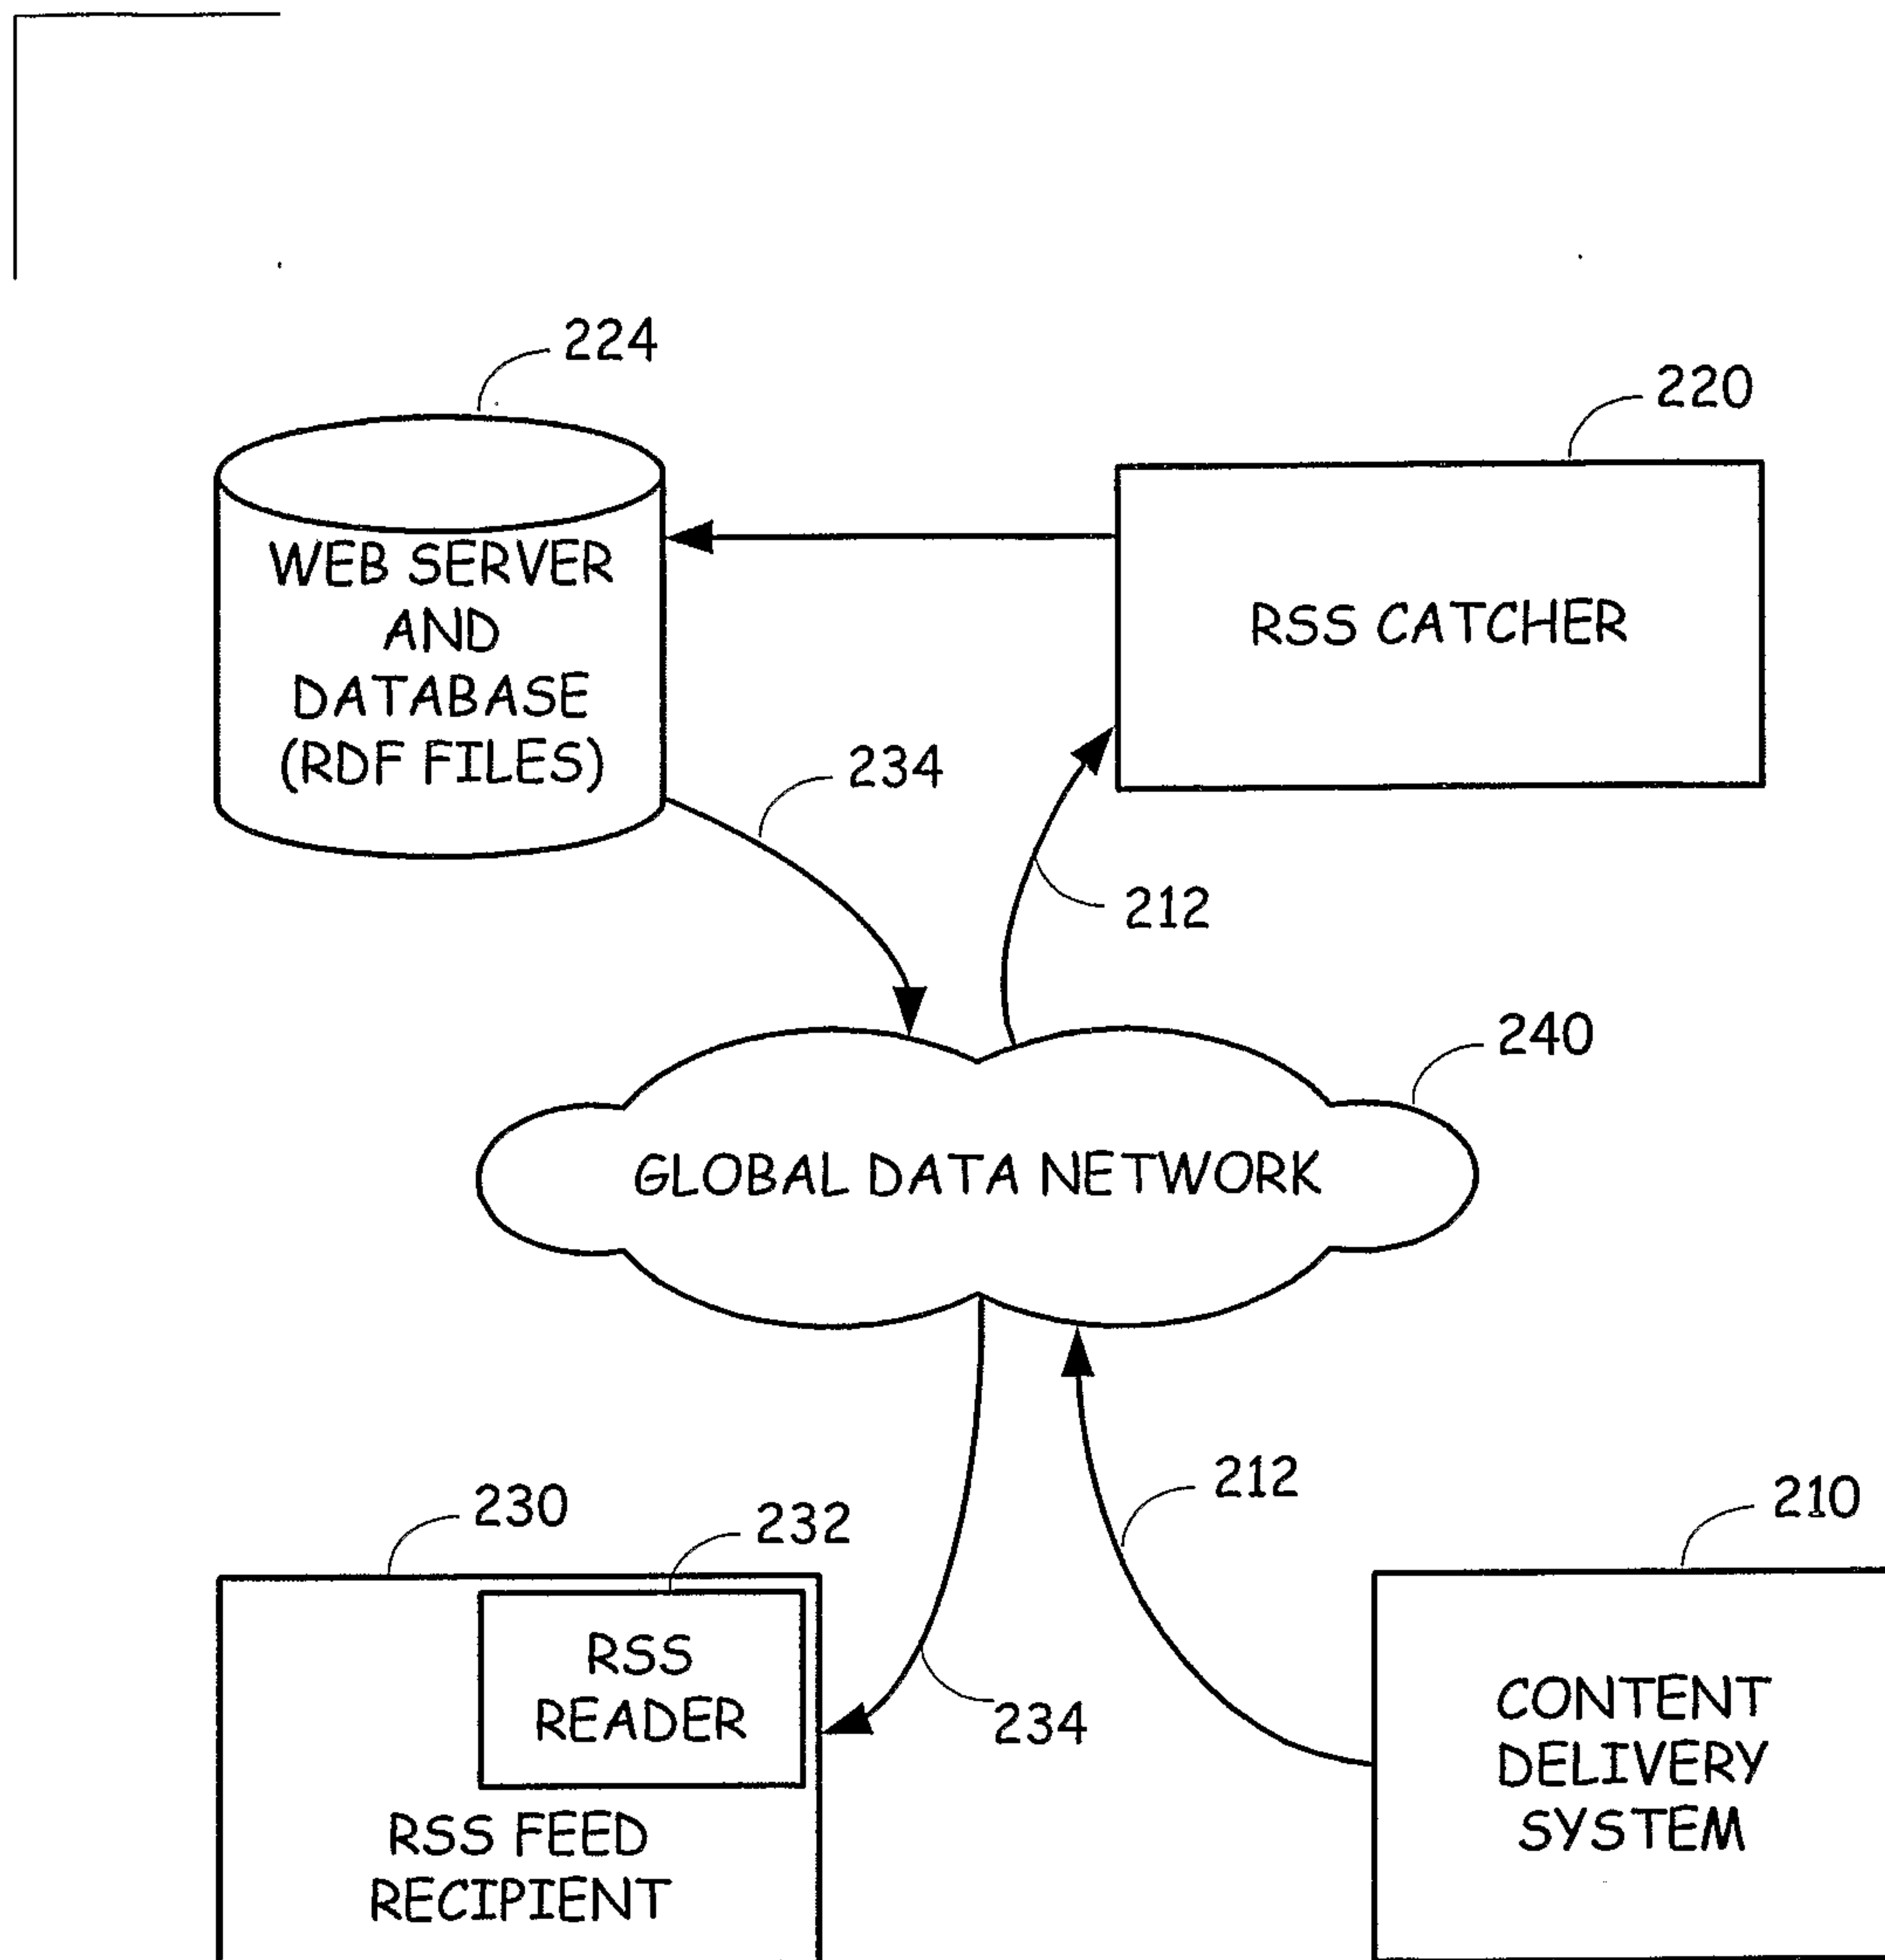 224
220
WEB SERVER
AND
DATABASE
(RDF FILES)
RSS CATCHER
234
212
240
GLOBAL DATA NETWORK
230
232
212
210
RSS
READER
234
RSS FEED
RECIPIENT
CONTENT
DELIVERY
SYSTEM